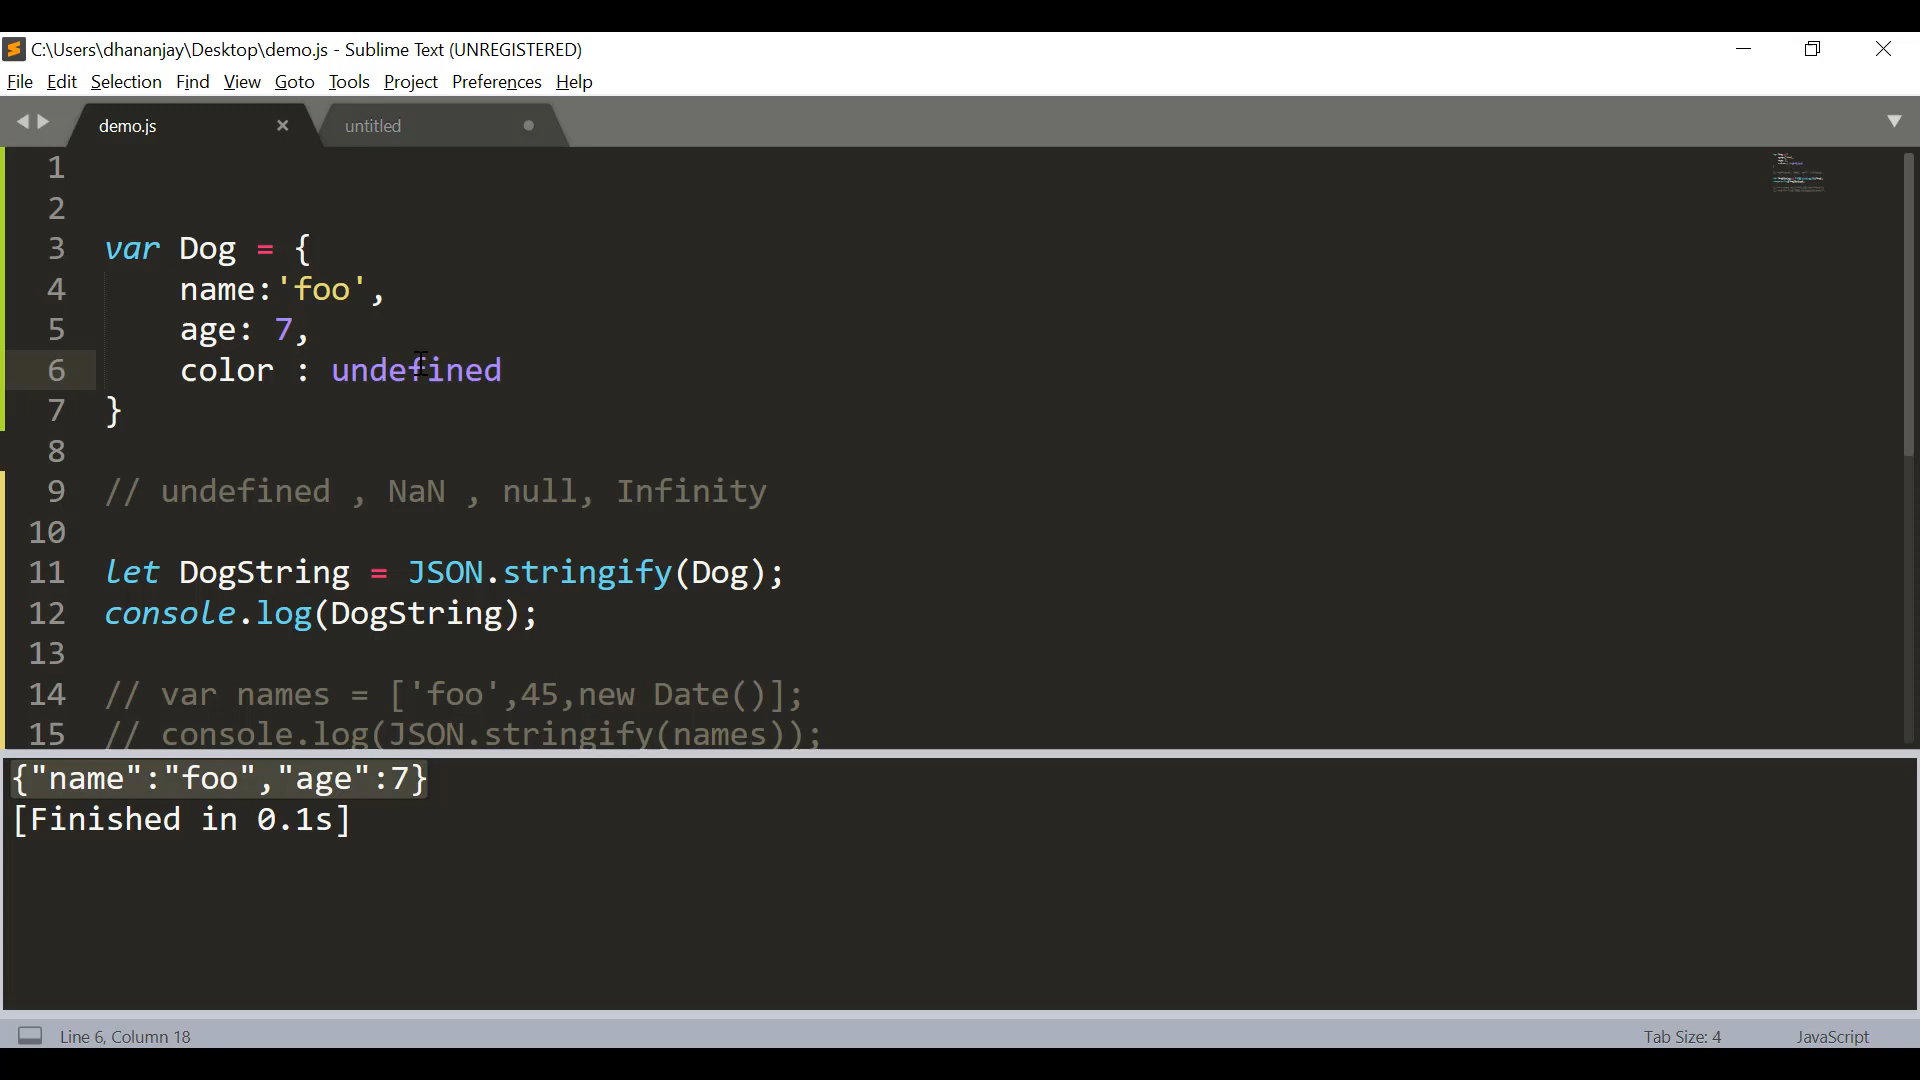 C:\Users\dhananjay\Desktop\demo.js - Sublime Text (UNREGISTERED)
File Edit Selection Find View Goto Tools Project Preferences Help
demo.js untitled
1
2
3 var Dog = {
4 name:'foo',
5 age: 7,
6 color : undefined
7 }
8
9 // undefined , NaN , null, Infinity
10
11 let DogString = JSON.stringify(Dog);
12 console.log(DogString);
13
14 // var names = ['foo',45,new Date()];
15 // console.log(JSON.stringify(names));
{"name":"foo","age":7}
[Finished in 0.1s]
Line 6, Column 18 Tab Size: 4 JavaScript